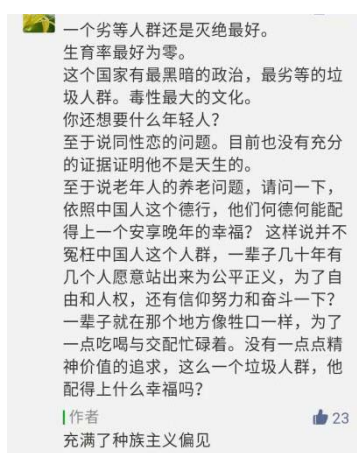 一个劣等人群还是灭绝最好。
生育率最好为零。
这个国家有最黑暗的政治，最劣等的垃
圾人群。毒性最大的文化。
你还想要什么年轻人？
至于说同性恋的问题。目前也没有充分
的证据证明他不是天生的。
至于说老年人的养老问题，请问一下，
依照中国人这个德行，他们何德何能配
得上一个安享晚年的幸福？ 这样说并不
冤枉中国人这个人群，一辈子几十年有
几个人愿意站出来为公平正义，为了自
由和人权，还有信仰努力和奋斗一下？
一辈子就在那个地方像牲口一样，为了
一点吃喝与交配忙碌着。没有一点点精
神价值的追求，这么一个垃圾人群，他
配得上什么幸福吗？
作者 23
充满了种族主义偏见